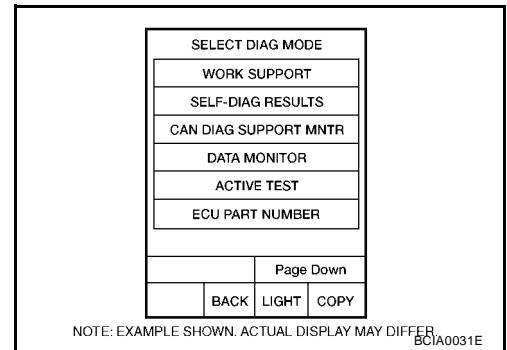 SELECT DIAG MODE
WORK SUPPORT
SELF-DIAG RESULTS
CAN DIAG SUPPORT MNTR
DATA MONITOR
ACTIVE TEST
ECU PART NUMBER
Page Down
BACK LIGHT COPY
NOTE: EXAMPLE SHOWN. ACTUAL DISPLAY MAY DIFFER.
BCIA0031E